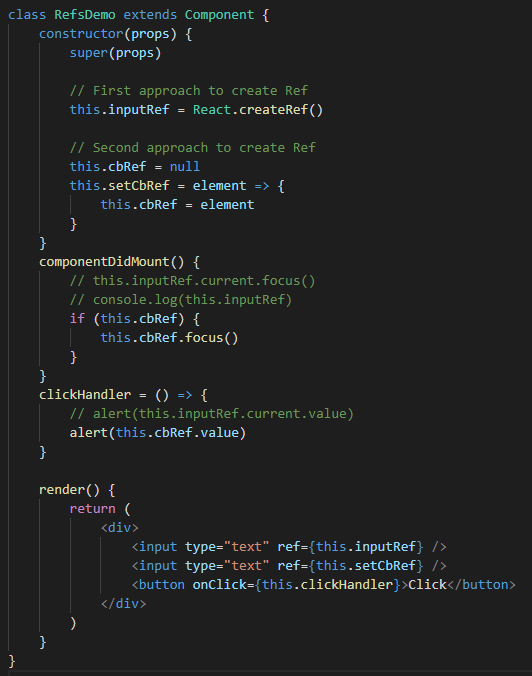 class RefsDemo extends Component {
    constructor(props) {
        super(props)

        // First approach to create Ref
        this.inputRef = React.createRef()

        // Second approach to create Ref
        this.cbRef = null
        this.setCbRef = element => {
            this.cbRef = element
        }
    }
    componentDidMount() {
        // this.inputRef.current.focus()
        // console.log(this.inputRef)
        if (this.cbRef) {
            this.cbRef.focus()
        }
    }
    clickHandler = () => {
        // alert(this.inputRef.current.value)
        alert(this.cbRef.value)
    }

    render() {
        return (
            <div>
                <input type="text" ref={this.inputRef} />
                <input type="text" ref={this.setCbRef} />
                <button onClick={this.clickHandler}>Click</button>
            </div>
        )
    }
}